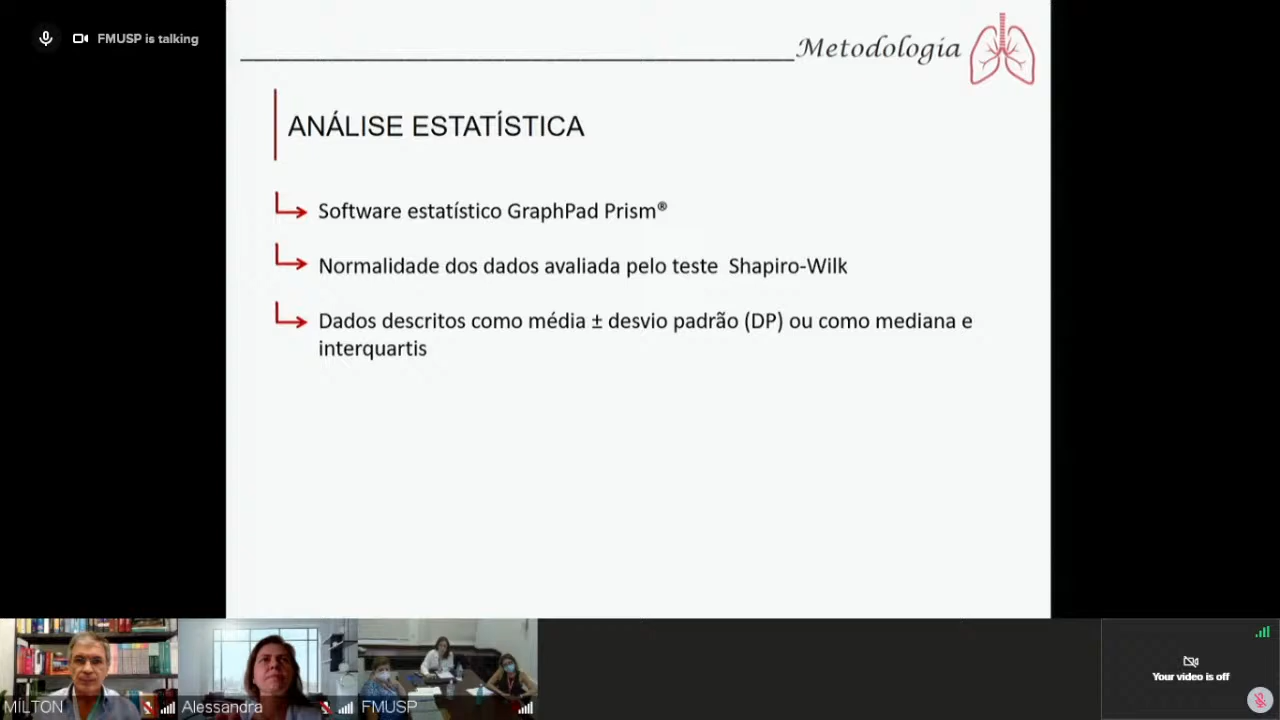 FMUSP is talking
Metodologia
ANÁLISE ESTATÍSTICA
Software estatístico GraphPad Prism®
Normalidade dos dados avaliada pelo teste Shapiro-Wilk
Dados descritos como média ± desvio padrão (DP) ou como mediana e
interquartis
MILTON
Alessandra
FMUSP
Your video is off